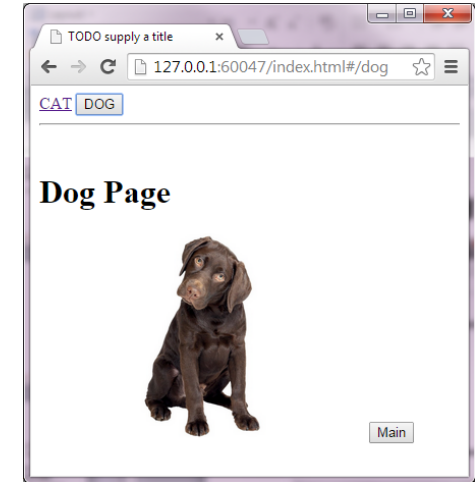 TODO supply a title
127.0.0.1:60047/index.html#/dog
CAT DOG
Dog Page
Main